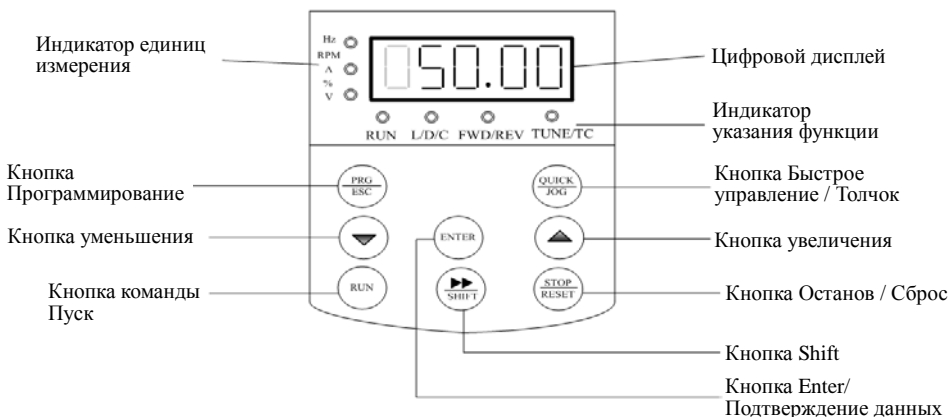 Индикатор единиц
измерения
Hz
RPM
A
%
V
50.00
Цифровой дисплей
RUN L/D/C FWD/REV TUNE/TC
Индикатор
указания функции
Кнопка
Программирование
PRG
ESC
QUICK
JOG
Кнопка Быстрое
управление / Толчок
Кнопка уменьшения
ENTER
Кнопка увеличения
Кнопка команды
Пуск
RUN
SHIFT
STOP
RESET
Кнопка Останов / Сброс
Кнопка Shift
Кнопка Enter/
Подтверждение данных